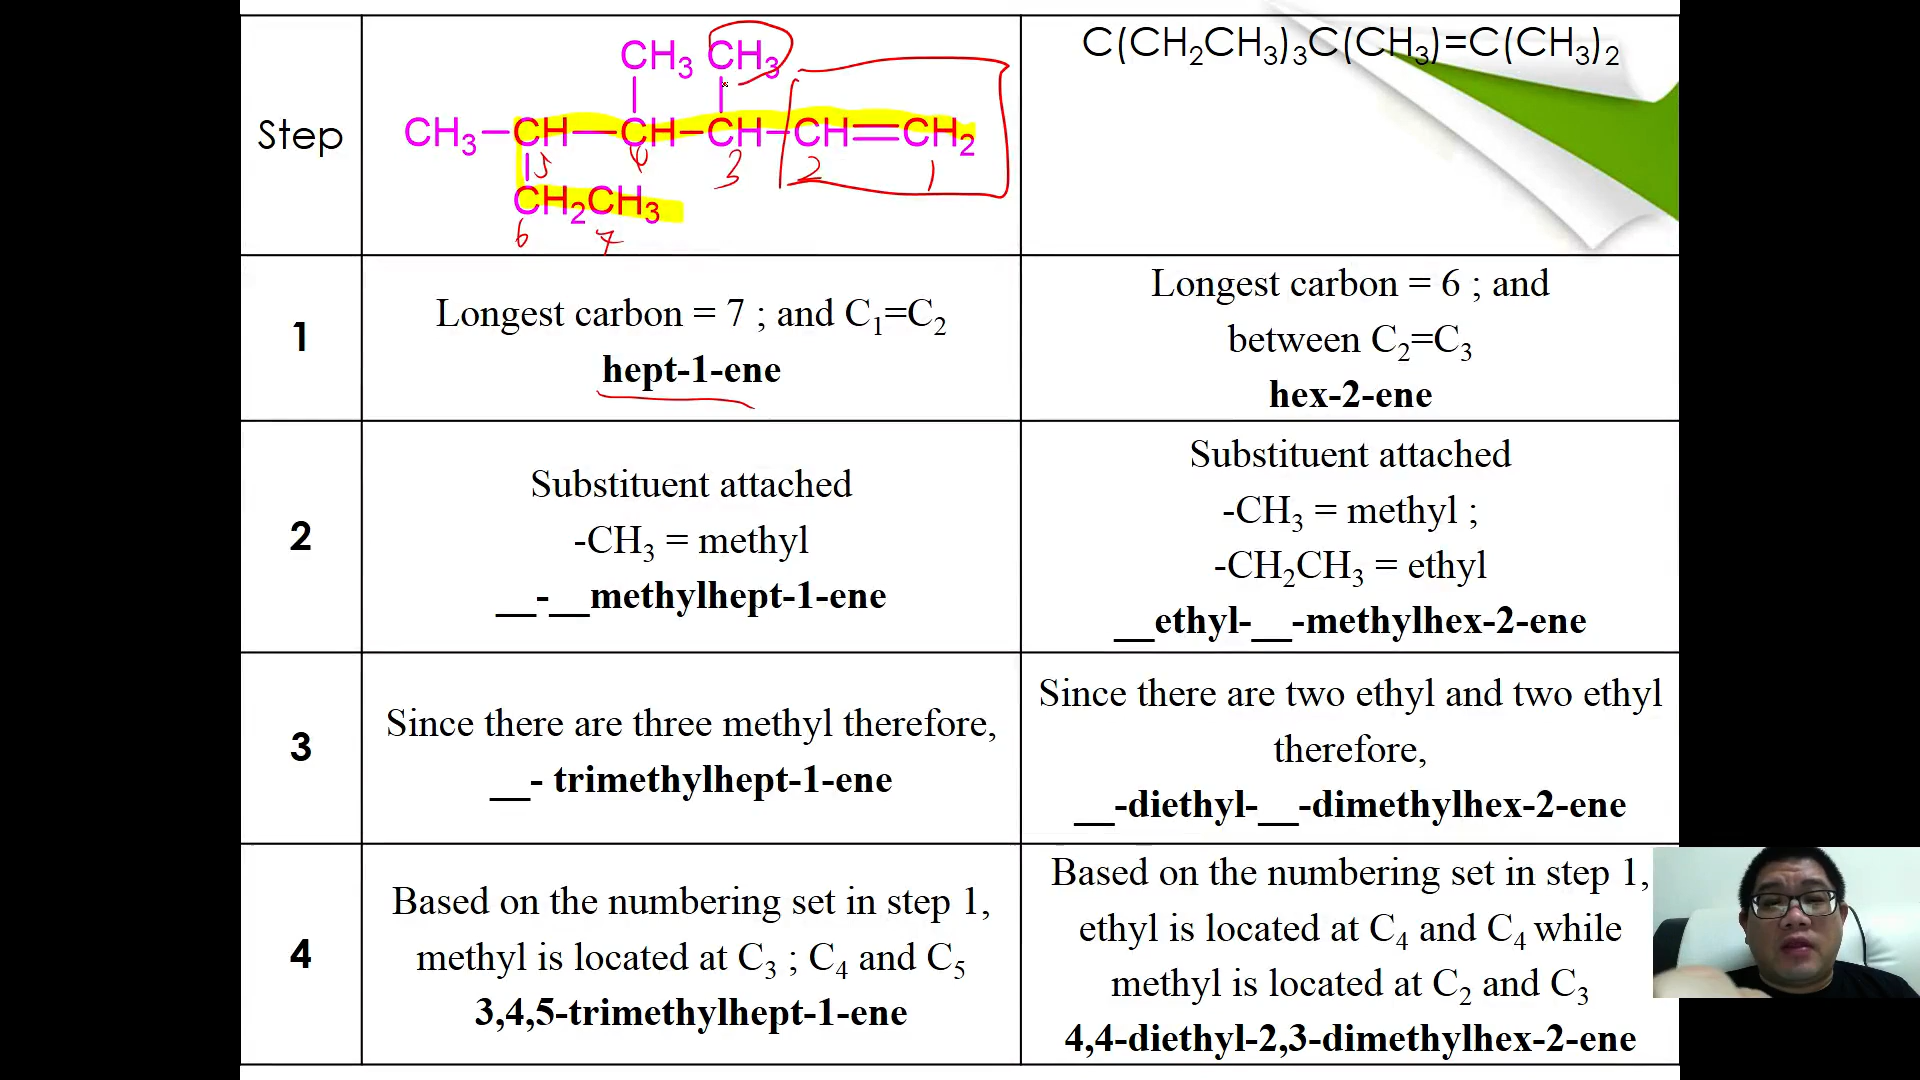 CH₃ CH₃
C(CH₂CH₃)₃C(CH₃)=C(CH₃)₂
Step
CH₃—CH—CH—CH—CH=CH₂
5 4 3 2 1
CH₂CH₃
6 7
1
Longest carbon = 7 ; and C₁=C₂
hept-1-ene
Longest carbon = 6 ; and
between C₂=C₃
hex-2-ene
2
Substituent attached
-CH₃ = methyl
__-__methylhept-1-ene
Substituent attached
-CH₃ = methyl ;
-CH₂CH₃ = ethyl
__ethyl-__-methylhex-2-ene
3
Since there are three methyl therefore,
__- trimethylhept-1-ene
Since there are two ethyl and two ethyl
therefore,
__-diethyl-__-dimethylhex-2-ene
4
Based on the numbering set in step 1,
methyl is located at C₃ ; C₄ and C₅
3,4,5-trimethylhept-1-ene
Based on the numbering set in step 1,
ethyl is located at C₄ and C₄ while
methyl is located at C₂ and C₃
4,4-diethyl-2,3-dimethylhex-2-ene